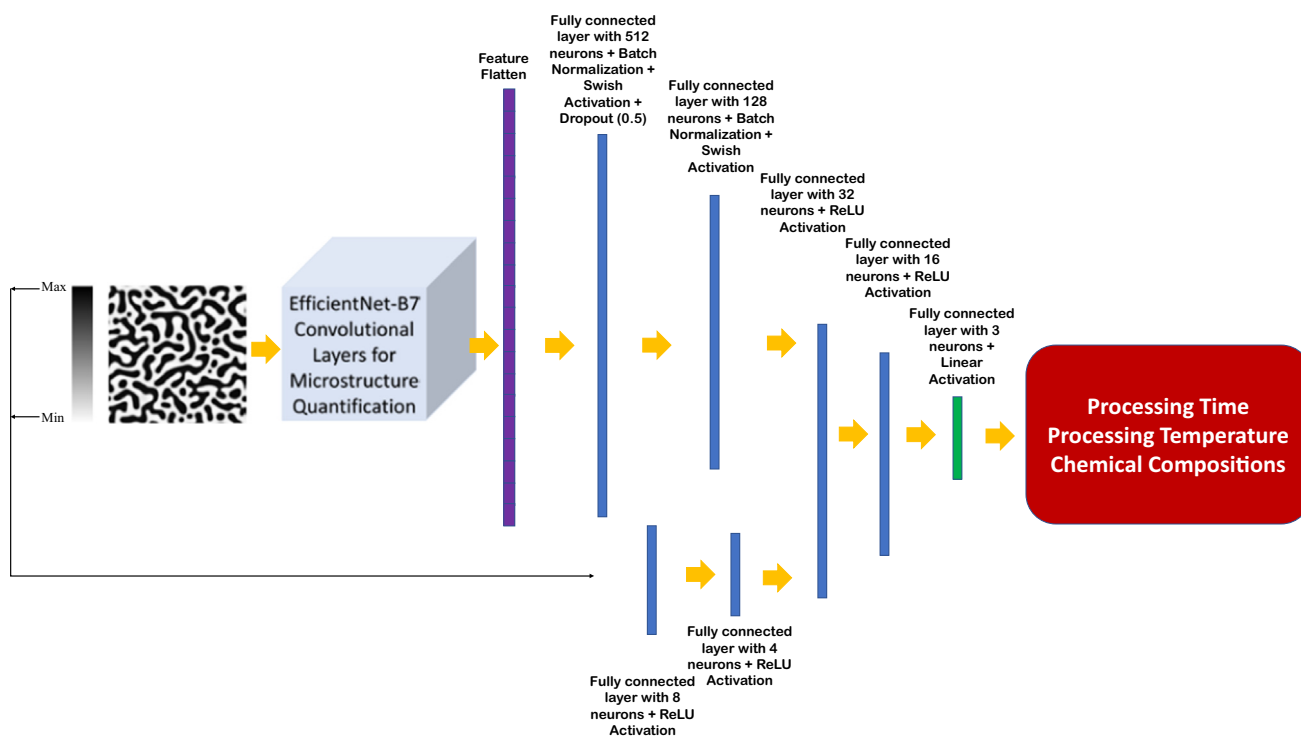 Feature
Flatten
Fully connected
layer with 512
neurons + Batch
Normalization +
Swish
Activation +
Dropout (0.5)
Fully connected
layer with 128
neurons + Batch
Normalization +
Swish
Activation
Fully connected
layer with 32
neurons + ReLU
Activation
Fully connected
layer with 16
neurons + ReLU
Activation
Fully connected
layer with 3
neurons +
Linear
Activation
Max
Min
EfficientNet-B7
Convolutional
Layers for
Microstructure
Quantification
Processing Time
Processing Temperature
Chemical Compositions
Fully connected
layer with 8
neurons + ReLU
Activation
Fully connected
layer with 4
neurons + ReLU
Activation